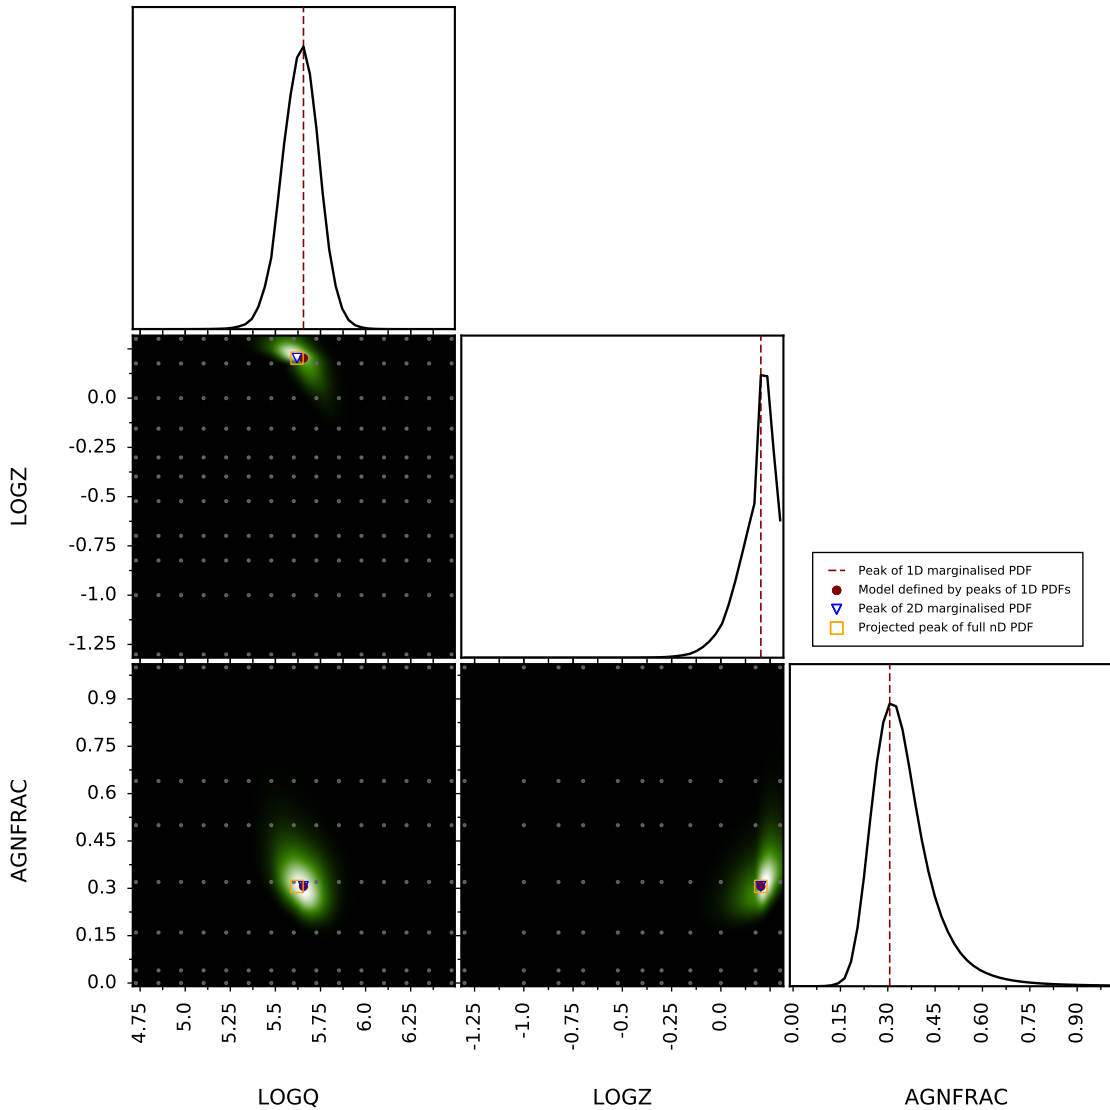 LOGZ
0.0
-0.25
-0.5
-0.75
-1.0
-1.25
Peak of 1D marginalised PDF
Model defined by peaks of 1D PDFs
Peak of 2D marginalised PDF
Projected peak of full nD PDF
AGNFRAC
0.9
0.75
0.6
0.45
0.3
0.15
0.0
4.75 5.0 5.25 5.5 5.75 6.0 6.25
-1.25 -1.0 -0.75 -0.5 -0.25 0.0
0.00 0.15 0.30 0.45 0.60 0.75 0.90
LOGQ LOGZ AGNFRAC